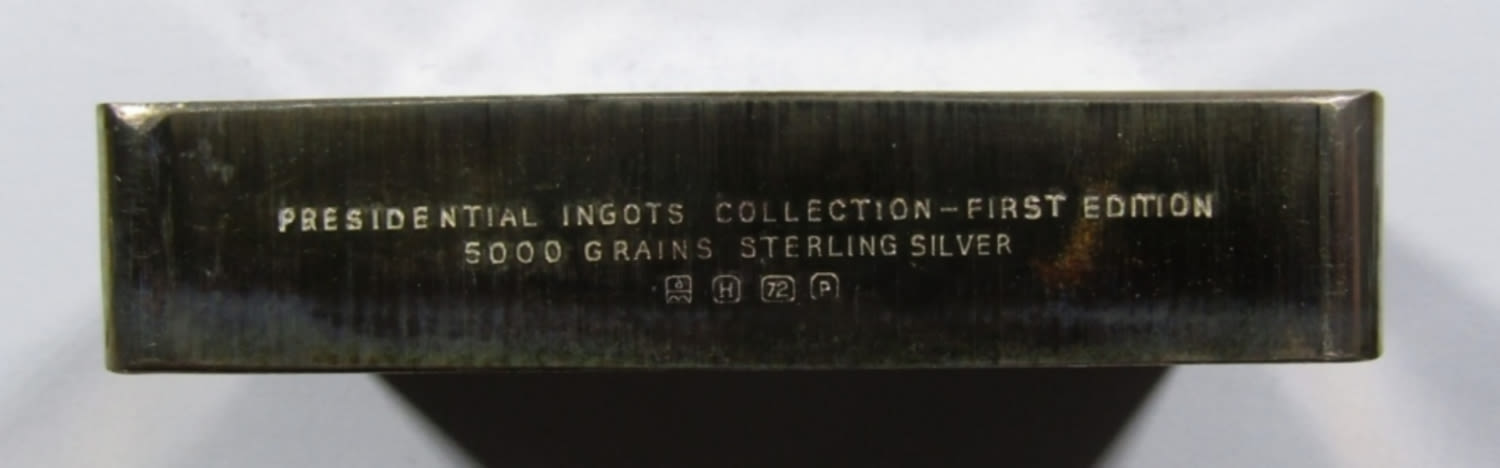 PRESIDENTIAL INGOTS COLLECTION-FIRST EDITION
5000 GRAINS STERLING SILVER
H 72 P